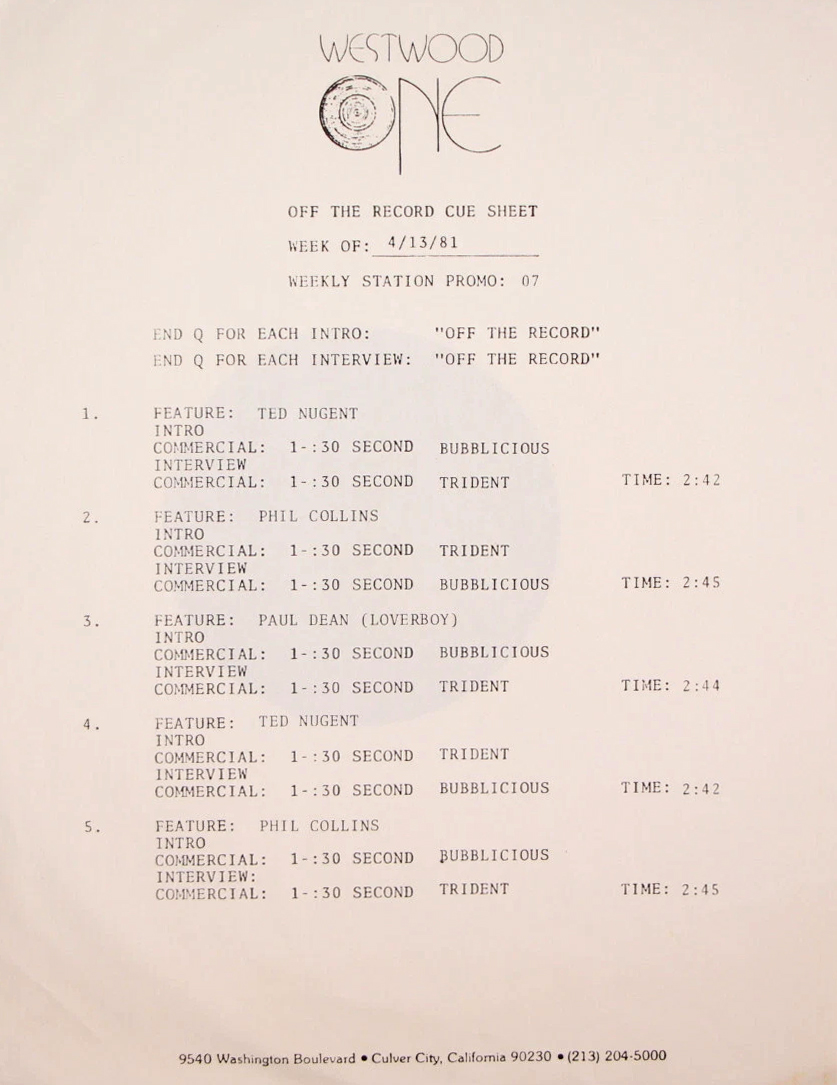 WESTWOOD
ONE
OFF THE RECORD CUE SHEET
WEEK OF: 4/13/81
WEEKLY STATION PROMO: 07
END Q FOR EACH INTRO: "OFF THE RECORD"
END Q FOR EACH INTERVIEW: "OFF THE RECORD"
1. FEATURE: TED NUGENT
INTRO
COMMERCIAL: 1-:30 SECOND BUBBLICIOUS
INTERVIEW
COMMERCIAL: 1-:30 SECOND TRIDENT TIME: 2:42
2. FEATURE: PHIL COLLINS
INTRO
COMMERCIAL: 1-:30 SECOND TRIDENT
INTERVIEW
COMMERCIAL: 1-:30 SECOND BUBBLICIOUS TIME: 2:45
3. FEATURE: PAUL DEAN (LOVERBOY)
INTRO
COMMERCIAL: 1-:30 SECOND BUBBLICIOUS
INTERVIEW
COMMERCIAL: 1-:30 SECOND TRIDENT TIME: 2:44
4. FEATURE: TED NUGENT
INTRO
COMMERCIAL: 1-:30 SECOND TRIDENT
INTERVIEW
COMMERCIAL: 1-:30 SECOND BUBBLICIOUS TIME: 2:42
5. FEATURE: PHIL COLLINS
INTRO
COMMERCIAL: 1-:30 SECOND BUBBLICIOUS
INTERVIEW:
COMMERCIAL: 1-:30 SECOND TRIDENT TIME: 2:45
9540 Washington Boulevard • Culver City, California 90230 • (213) 204-5000